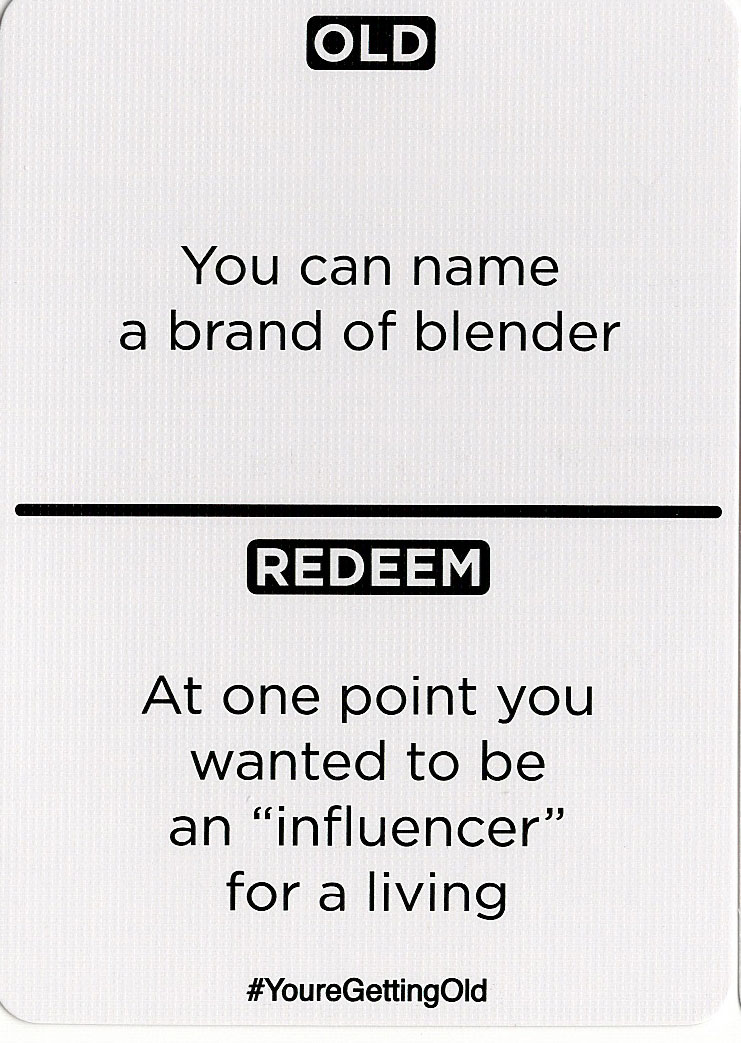 OLD
You can name
a brand of blender
REDEEM
At one point you
wanted to be
an “influencer”
for a living
#YoureGettingOld